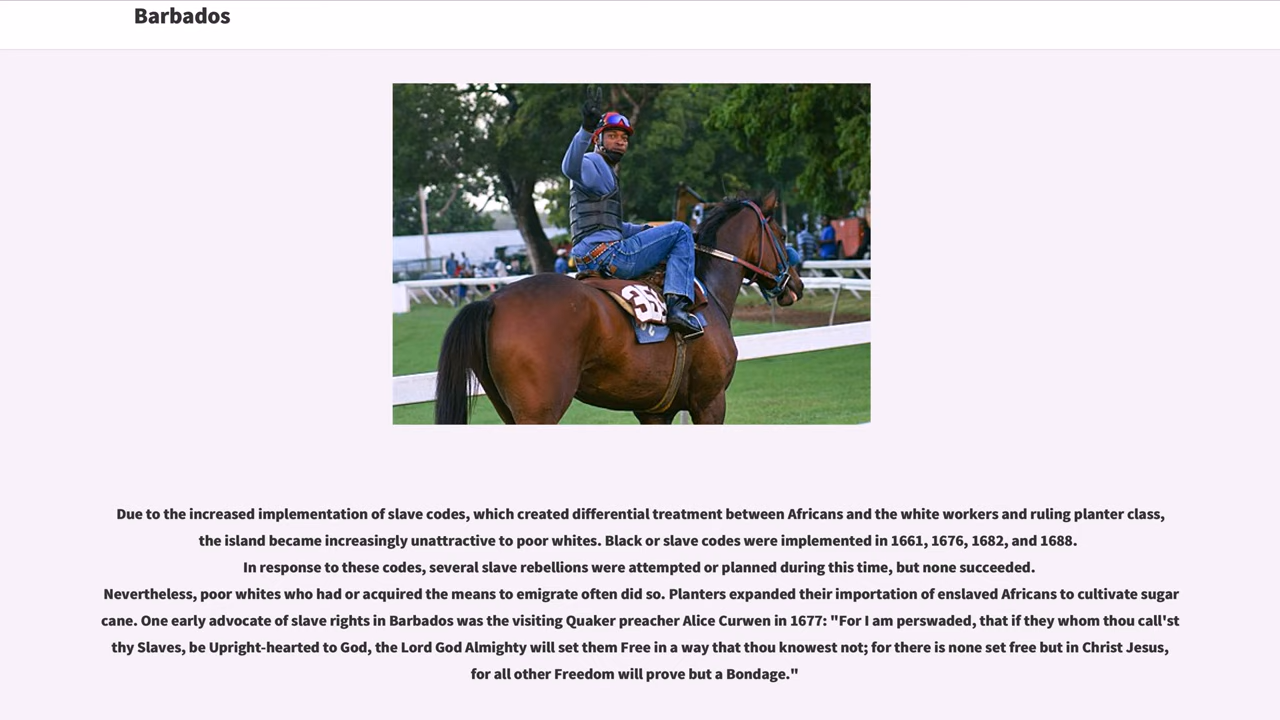 Barbados
35
Due to the increased implementation of slave codes, which created differential treatment between Africans and the white workers and ruling planter class,
the island became increasingly unattractive to poor whites. Black or slave codes were implemented in 1661, 1676, 1682, and 1688.
In response to these codes, several slave rebellions were attempted or planned during this time, but none succeeded.
Nevertheless, poor whites who had or acquired the means to emigrate often did so. Planters expanded their importation of enslaved Africans to cultivate sugar
cane. One early advocate of slave rights in Barbados was the visiting Quaker preacher Alice Curwen in 1677: "For I am perswaded, that if they whom thou call'st
thy Slaves, be Upright-hearted to God, the Lord God Almighty will set them Free in a way that thou knowest not; for there is none set free but in Christ Jesus,
for all other Freedom will prove but a Bondage."